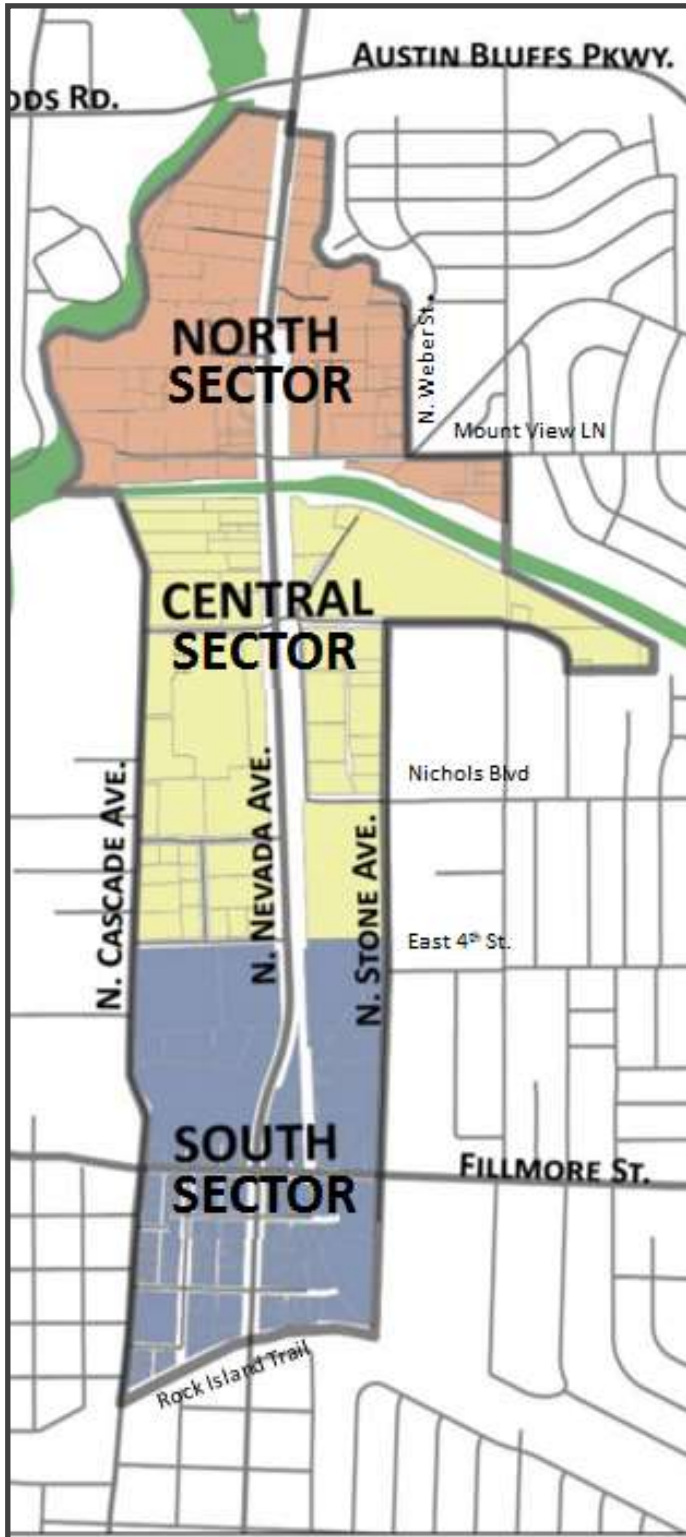 AUSTIN BLUFFS PKWY.
ODS RD.
NORTH
SECTOR
N. Weber St.
Mount View LN
CENTRAL
SECTOR
N. CASCADE AVE.
N. NEVADA AVE.
N. STONE AVE.
Nichols Blvd
East 4th St.
SOUTH
SECTOR
FILLMORE ST.
Rock Island Trail